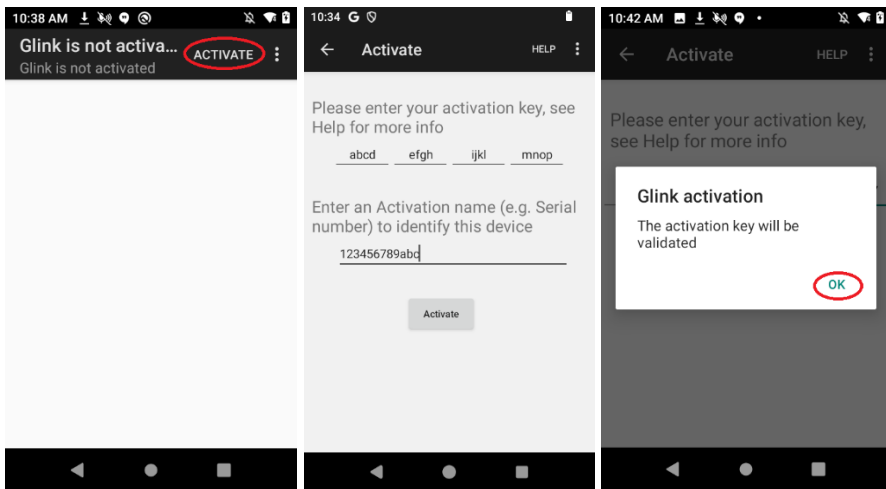 10:38 AM
Glink is not activa...
ACTIVATE
Glink is not activated
10:34 G
Activate
HELP
Please enter your activation key, see
Help for more info
abcd efgh ijkl mnop
Enter an Activation name (e.g. Serial
number) to identify this device
123456789abc
Activate
10:42 AM
Activate
HELP
Please enter your activation key,
see Help for more info
Glink activation
The activation key will be
validated
OK